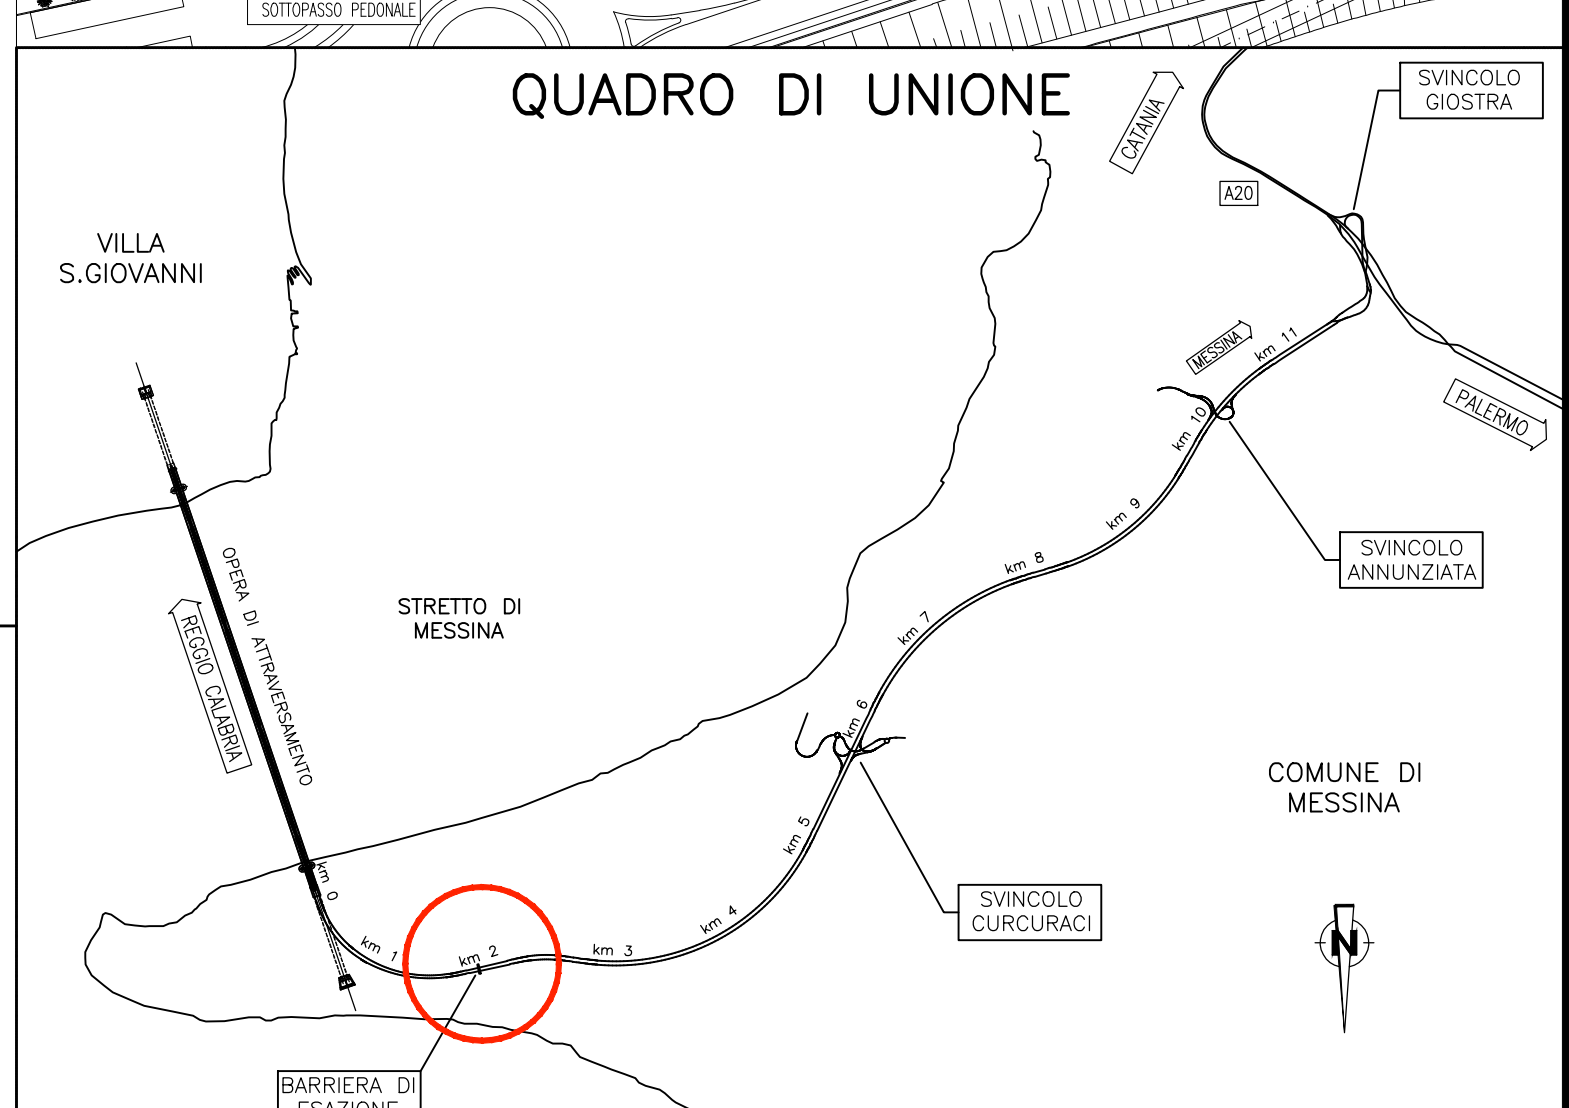 SOTTOPASSO PEDONALE
QUADRO DI UNIONE
SVINCOLO
GIOSTRA
CATANIA
A20
VILLA
S.GIOVANNI
MESSINA
km 11
PALERMO
km 10
km 9
SVINCOLO
ANNUNZIATA
km 8
OPERA DI ATTRAVERSAMENTO
REGGIO CALABRIA
STRETTO DI
MESSINA
km 7
km 6
COMUNE DI
MESSINA
km 5
km 0
SVINCOLO
CURCURACI
km 4
km 3
km 2
km 1
N
BARRIERA DI
ESAZIONE